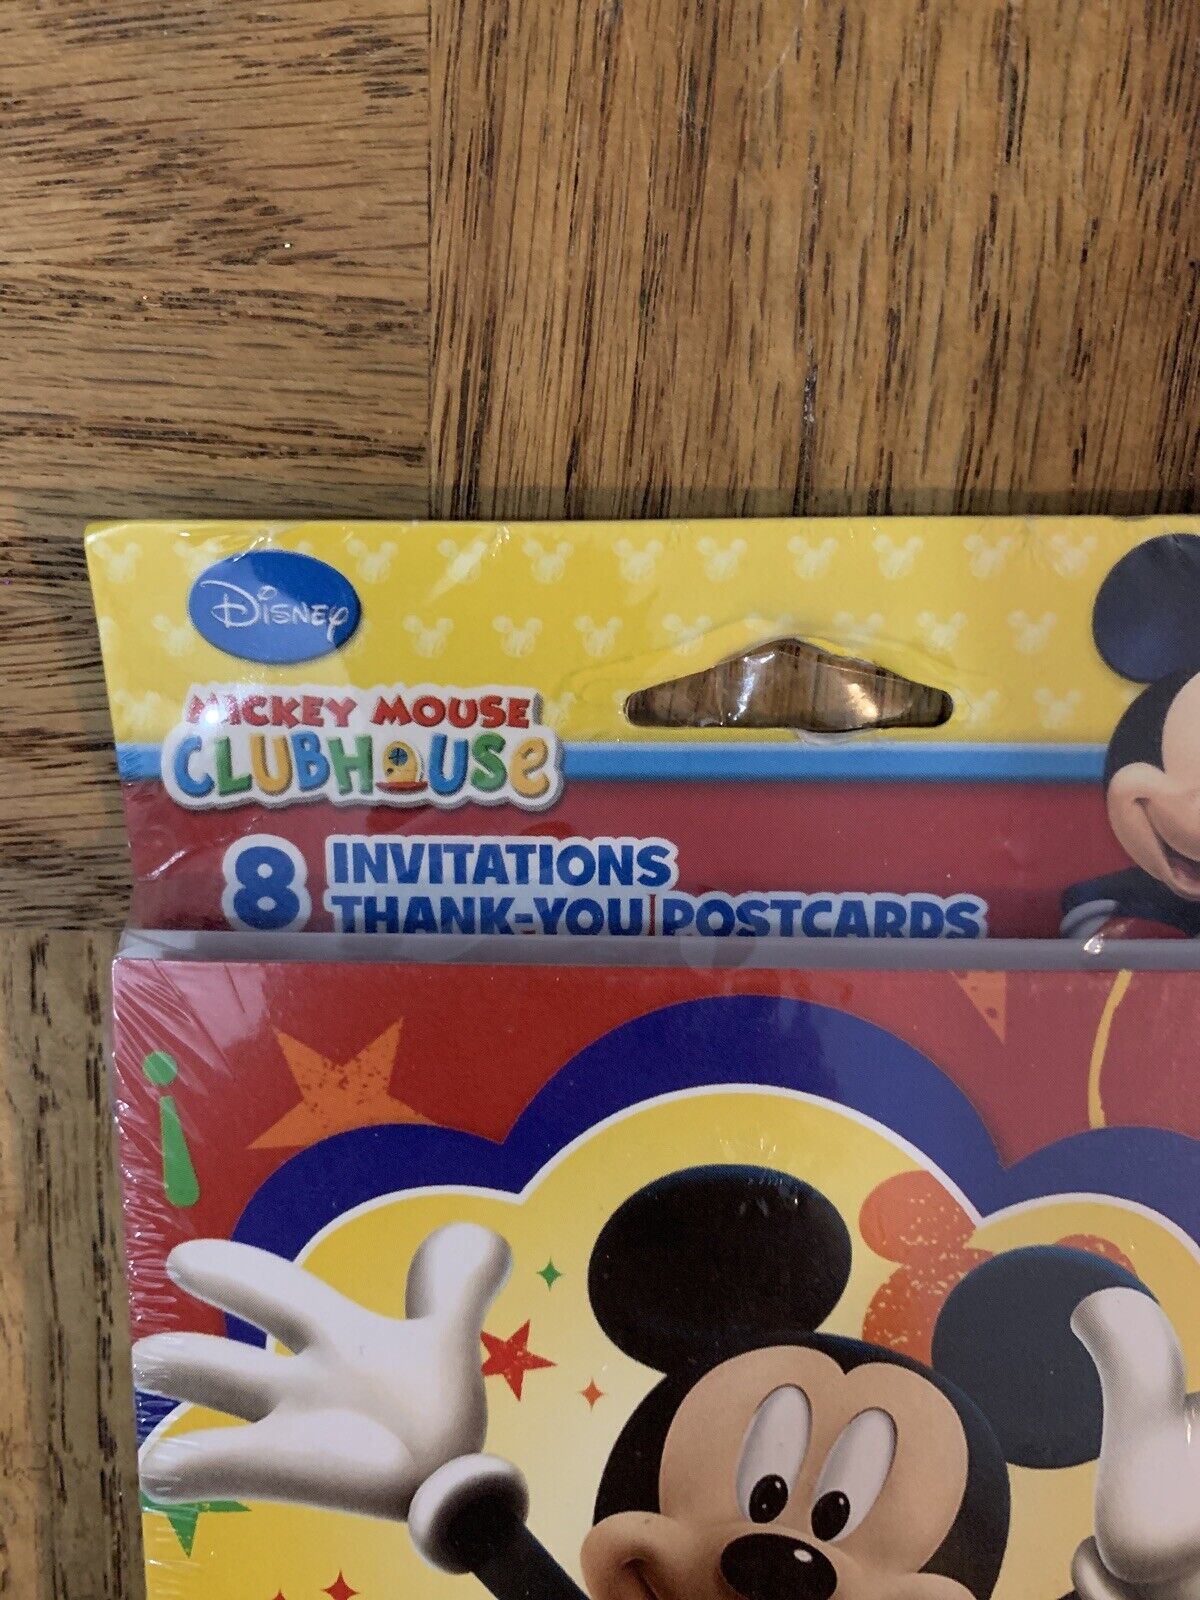 Disney
MICKEY MOUSE
CLUBHOUSE
8 INVITATIONS
THANK-YOU POSTCARDS